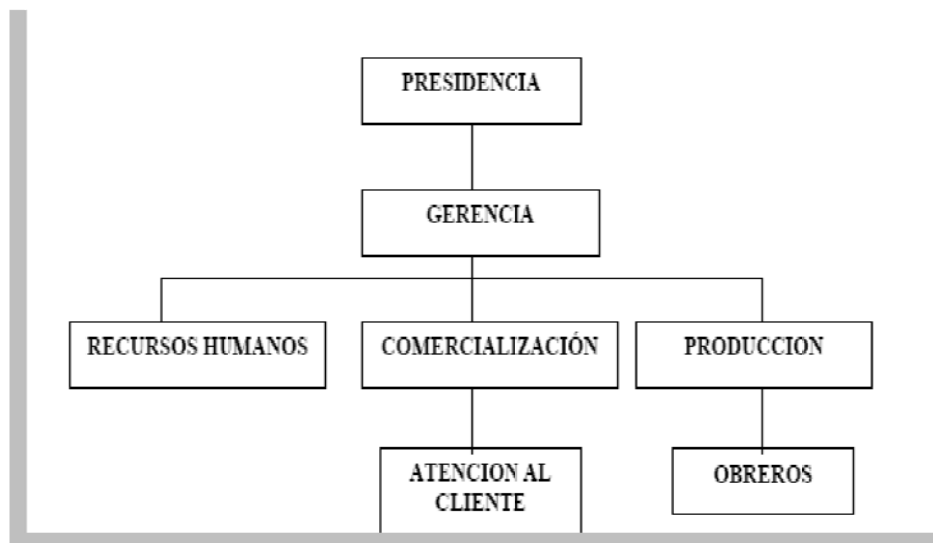 PRESIDENCIA
GERENCIA
RECURSOS HUMANOS
COMERCIALIZACIÓN
PRODUCCION
ATENCION AL
CLIENTE
OBREROS